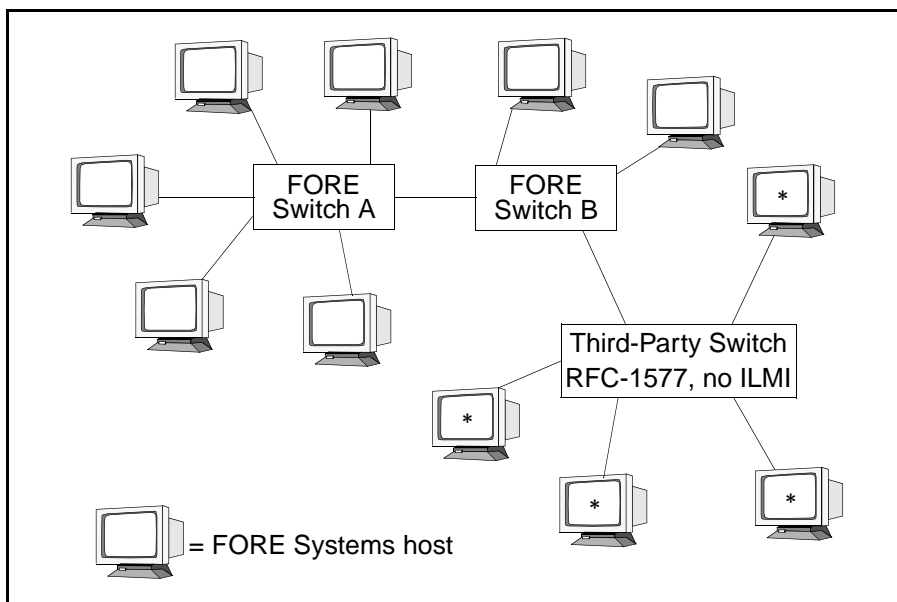 FORE
Switch A
FORE
Switch B
*
Third-Party Switch
RFC-1577, no ILMI
*
*
*
= FORE Systems host